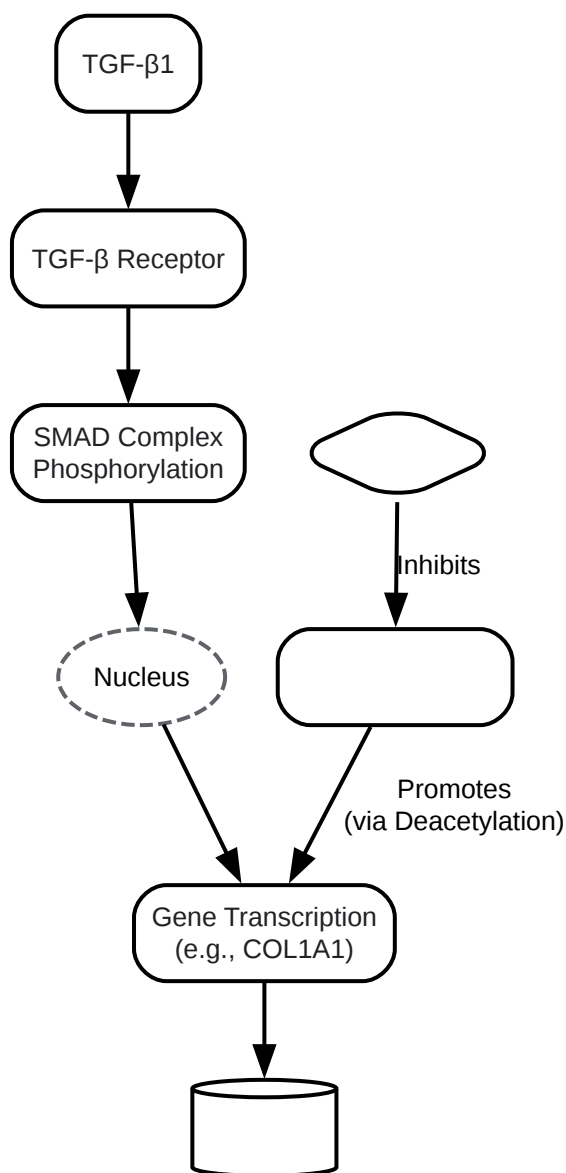 TGF-β1
TGF-β Receptor
SMAD Complex
Phosphorylation
Inhibits
Nucleus
Promotes
(via Deacetylation)
Gene Transcription
(e.g., COL1A1)